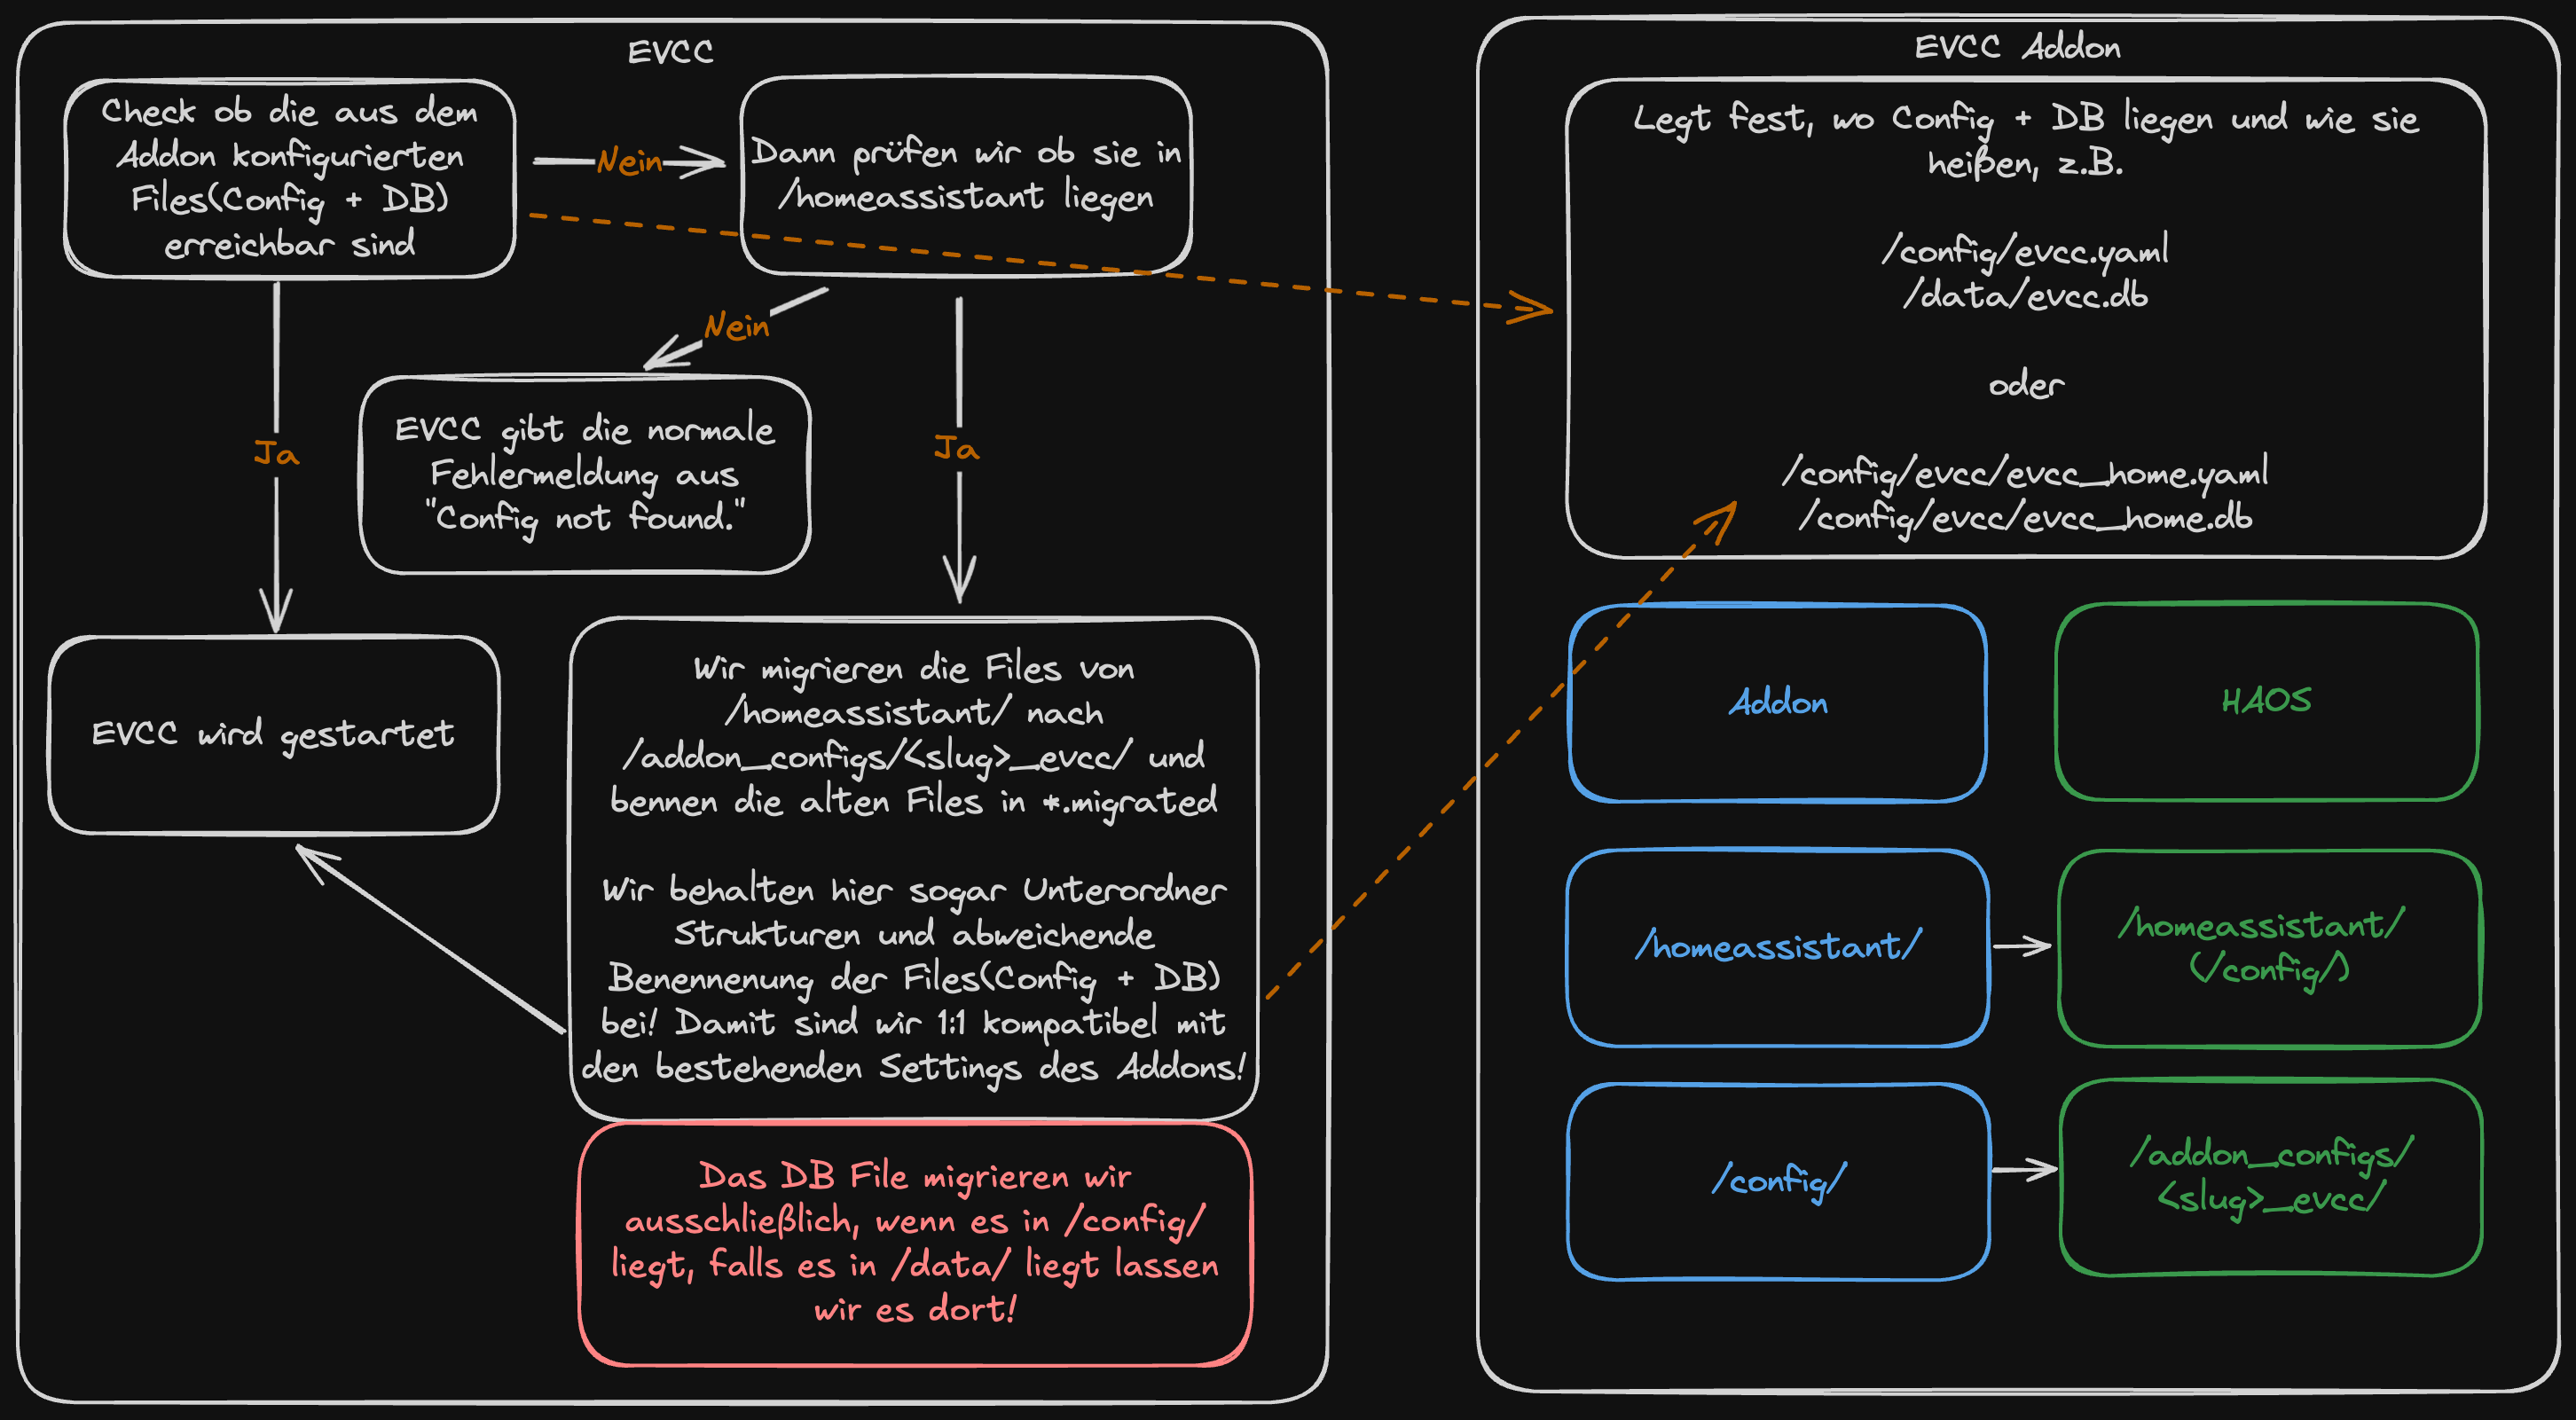 EVCC
Check ob die aus dem
Addon konfigurierten
Files(Config + DB)
erreichbar sind
Nein
Dann prüfen wir ob sie in
/homeassistant liegen
Nein
Ja
Ja
EVCC gibt die normale
Fehlermeldung aus
"Config not found."
EVCC wird gestartet
Wir migrieren die Files von
/homeassistant/ nach
/addon_configs/<slug>_evcc/ und
bennen die alten Files in *.migrated
Wir behalten hier sogar Unterordner
Strukturen und abweichende
Benennenung der Files(Config + DB)
bei! Damit sind wir 1:1 kompatibel mit
den bestehenden Settings des Addons!
Das DB File migrieren wir
ausschließlich, wenn es in /config/
liegt, falls es in /data/ liegt lassen
wir es dort!
EVCC Addon
Legt fest, wo Config + DB liegen und wie sie
heißen, z.B.
/config/evcc.yaml
/data/evcc.db
oder
/config/evcc/evcc_home.yaml
/config/evcc/evcc_home.db
Addon
HAOS
/homeassistant/
/homeassistant/
(/config/)
/config/
/addon_configs/
<slug>_evcc/